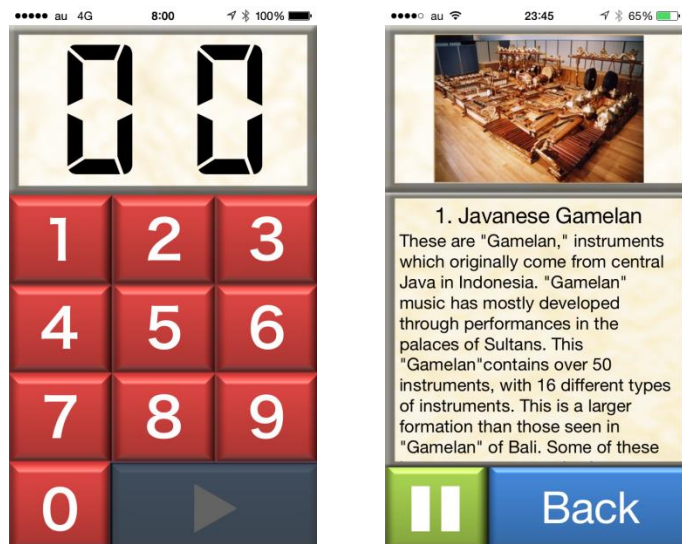 au 4G 8:00 100%
00
1 2 3
4 5 6
7 8 9
0
au 23:45 65%
1. Javanese Gamelan
These are "Gamelan," instruments
which originally come from central
Java in Indonesia. "Gamelan"
music has mostly developed
through performances in the
palaces of Sultans. This
"Gamelan"contains over 50
instruments, with 16 different types
of instruments. This is a larger
formation than those seen in
"Gamelan" of Bali. Some of these
Back